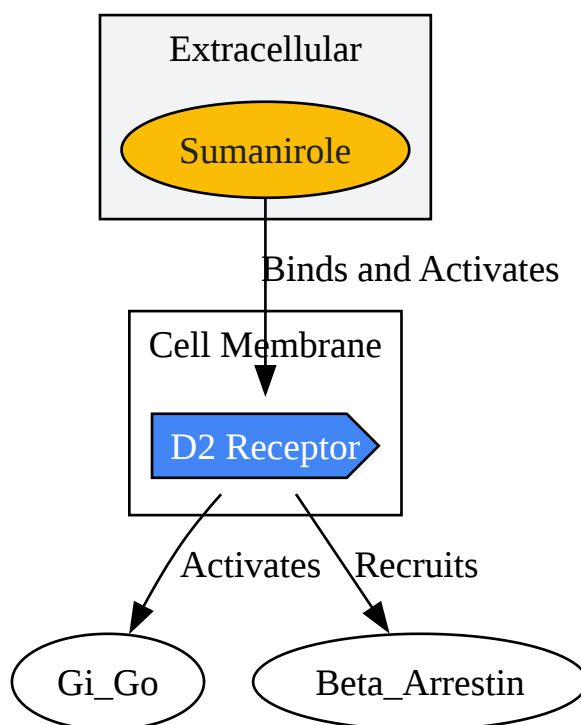 Extracellular
Sumanirole
Binds and Activates
Cell Membrane
D2 Receptor
Activates
Recruits
Gi_Go
Beta_Arrestin